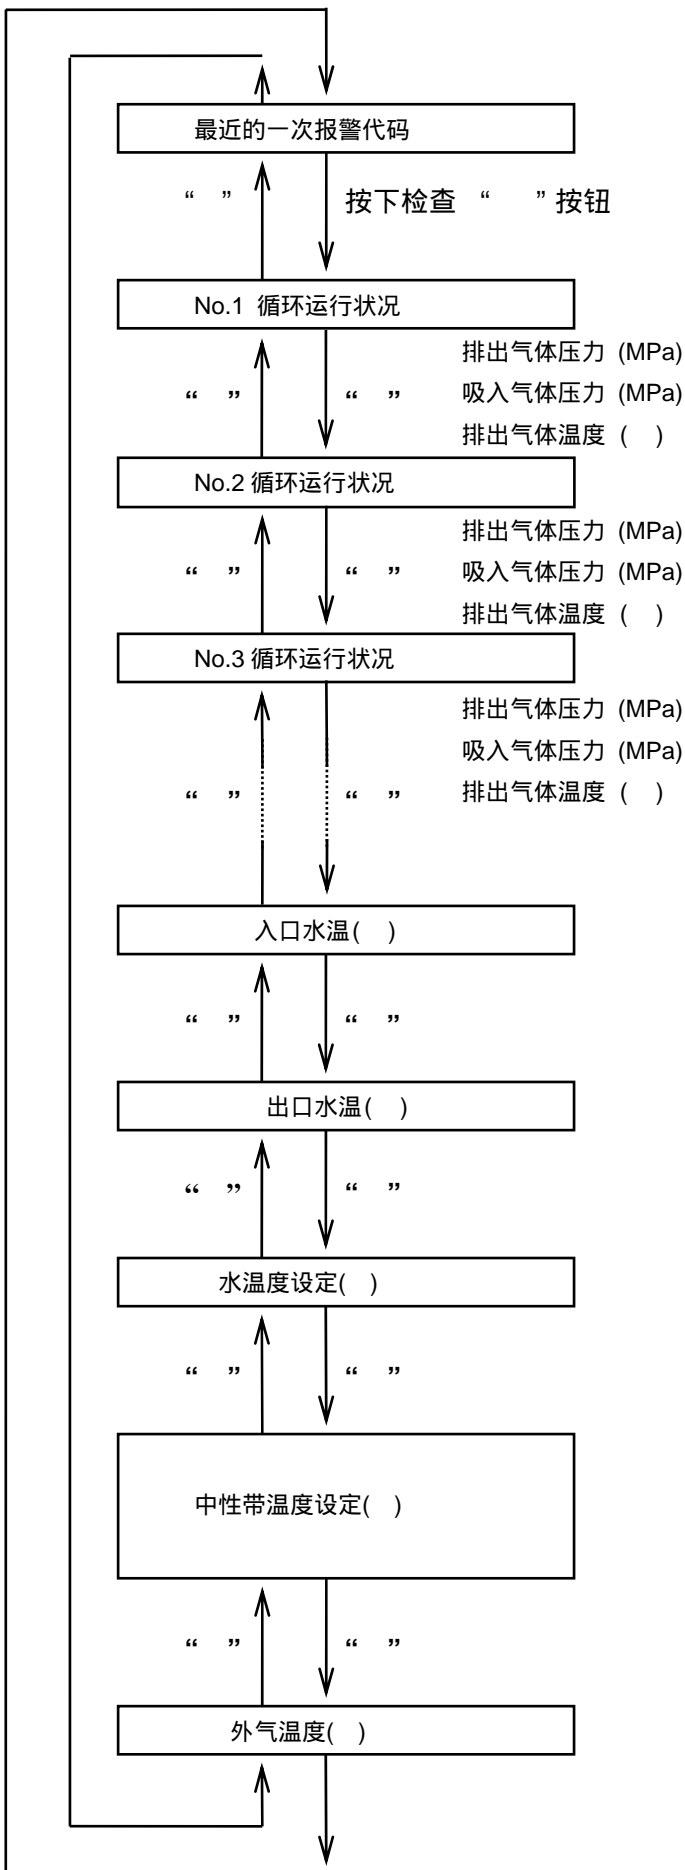 最近的一次报警代码
“ ” 按下检查 “ ” 按钮
No.1 循环运行状况
排出气体压力 (MPa)
“ ” “ ” 吸入气体压力 (MPa)
排出气体温度 ( )
No.2 循环运行状况
排出气体压力 (MPa)
“ ” “ ” 吸入气体压力 (MPa)
排出气体温度 ( )
No.3 循环运行状况
排出气体压力 (MPa)
吸入气体压力 (MPa)
“ ” “ ” 排出气体温度 ( )
入口水温( )
“ ” “ ”
出口水温( )
“ ” “ ”
水温度设定( )
“ ” “ ”
中性带温度设定( )
“ ” “ ”
外气温度( )